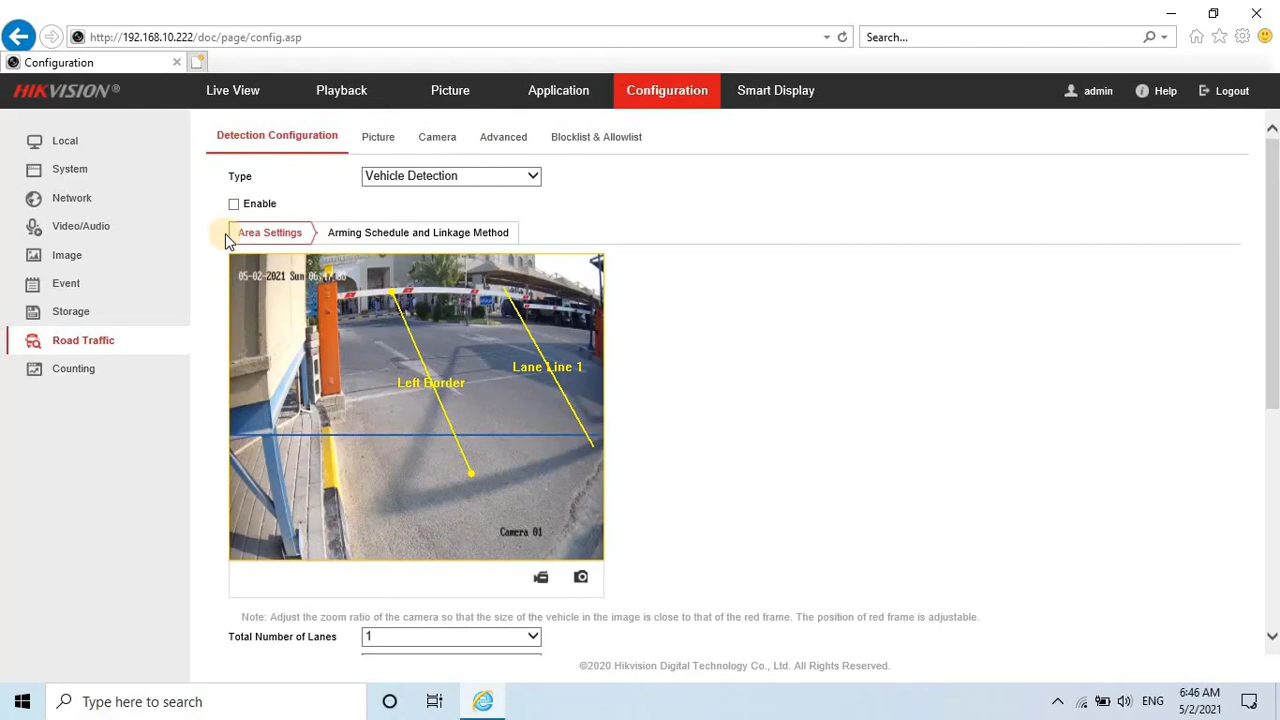 http://192.168.10.222/doc/page/config.asp
Search...
Configuration
HIKVISION®
Live View
Playback
Picture
Application
Configuration
Smart Display
admin
Help
Logout
Local
System
Network
Video/Audio
Image
Event
Storage
Road Traffic
Counting
Detection Configuration
Picture
Camera
Advanced
Blocklist & Allowlist
Type
Vehicle Detection
Enable
Area Settings
Arming Schedule and Linkage Method
05-02-2021 Sun
Lane Line 1
Left Border
Camera 01
Note: Adjust the zoom ratio of the camera so that the size of the vehicle in the image is close to that of the red frame. The position of red frame is adjustable.
Total Number of Lanes
1
©2020 Hikvision Digital Technology Co., Ltd. All Rights Reserved.
Type here to search
ENG
6:46 AM
5/2/2021